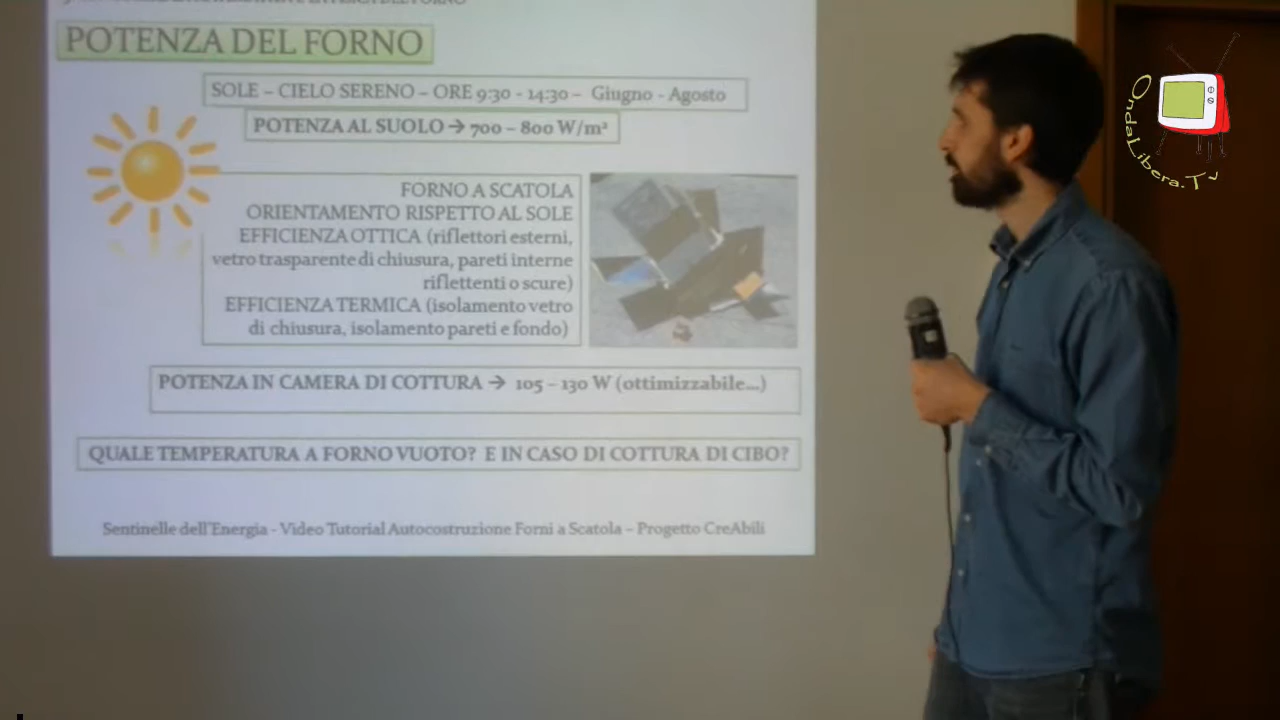 POTENZA DEL FORNO
SOLE – CIELO SERENO – ORE 9:30 - 14:30 – Giugno - Agosto
POTENZA AL SUOLO → 700 – 800 W/m²
FORNO A SCATOLA
ORIENTAMENTO RISPETTO AL SOLE
EFFICIENZA OTTICA (riflettori esterni,
vetro trasparente di chiusura, pareti interne
riflettenti o scure)
EFFICIENZA TERMICA (isolamento vetro
di chiusura, isolamento pareti e fondo)
POTENZA IN CAMERA DI COTTURA → 105 – 130 W (ottimizzabile...)
QUALE TEMPERATURA A FORNO VUOTO? E IN CASO DI COTTURA DI CIBO?
Sentinelle dell'Energia - Video Tutorial Autocostruzione Forni a Scatola – Progetto CreAbili
OndaLibera.Tv